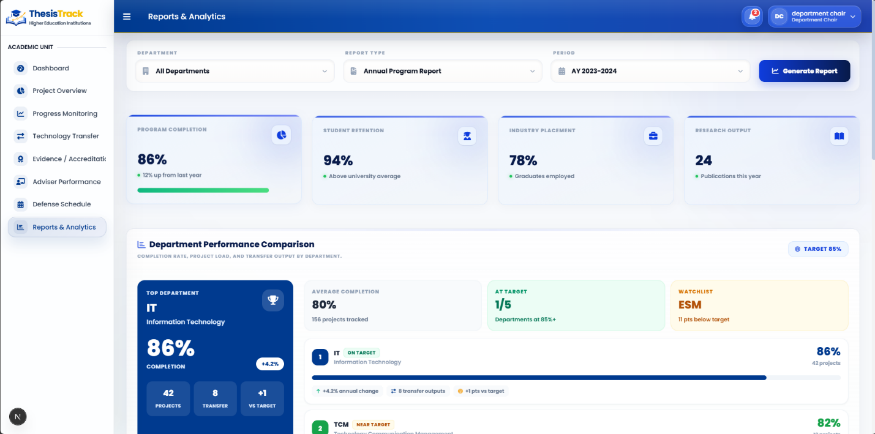 ThesisTrack
Higher Education Institutions
Reports & Analytics
2
DC
department chair
Department Chair
ACADEMIC UNIT
Dashboard
Project Overview
Progress Monitoring
Technology Transfer
Evidence / Accreditatic
Adviser Performance
Defense Schedule
Reports & Analytics
N
DEPARTMENT
REPORT TYPE
PERIOD
All Departments
Annual Program Report
AY 2023-2024
Generate Report
PROGRAM COMPLETION
86%
12% up from last year
STUDENT RETENTION
94%
Above university average
INDUSTRY PLACEMENT
78%
Graduates employed
RESEARCH OUTPUT
24
Publications this year
Department Performance Comparison
COMPLETION RATE, PROJECT LOAD, AND TRANSFER OUTPUT BY DEPARTMENT.
TARGET 85%
TOP DEPARTMENT
IT
Information Technology
86%
COMPLETION
+4.2%
42
PROJECTS
8
TRANSFER
+1
VS TARGET
AVERAGE COMPLETION
80%
156 projects tracked
AT TARGET
1/5
Departments at 85%+
WATCHLIST
ESM
11 pts below target
1
IT
ON TARGET
Information Technology
86%
42 projects
+4.2% annual change
8 transfer outputs
+1 pts vs target
2
TCM
NEAR TARGET
82%